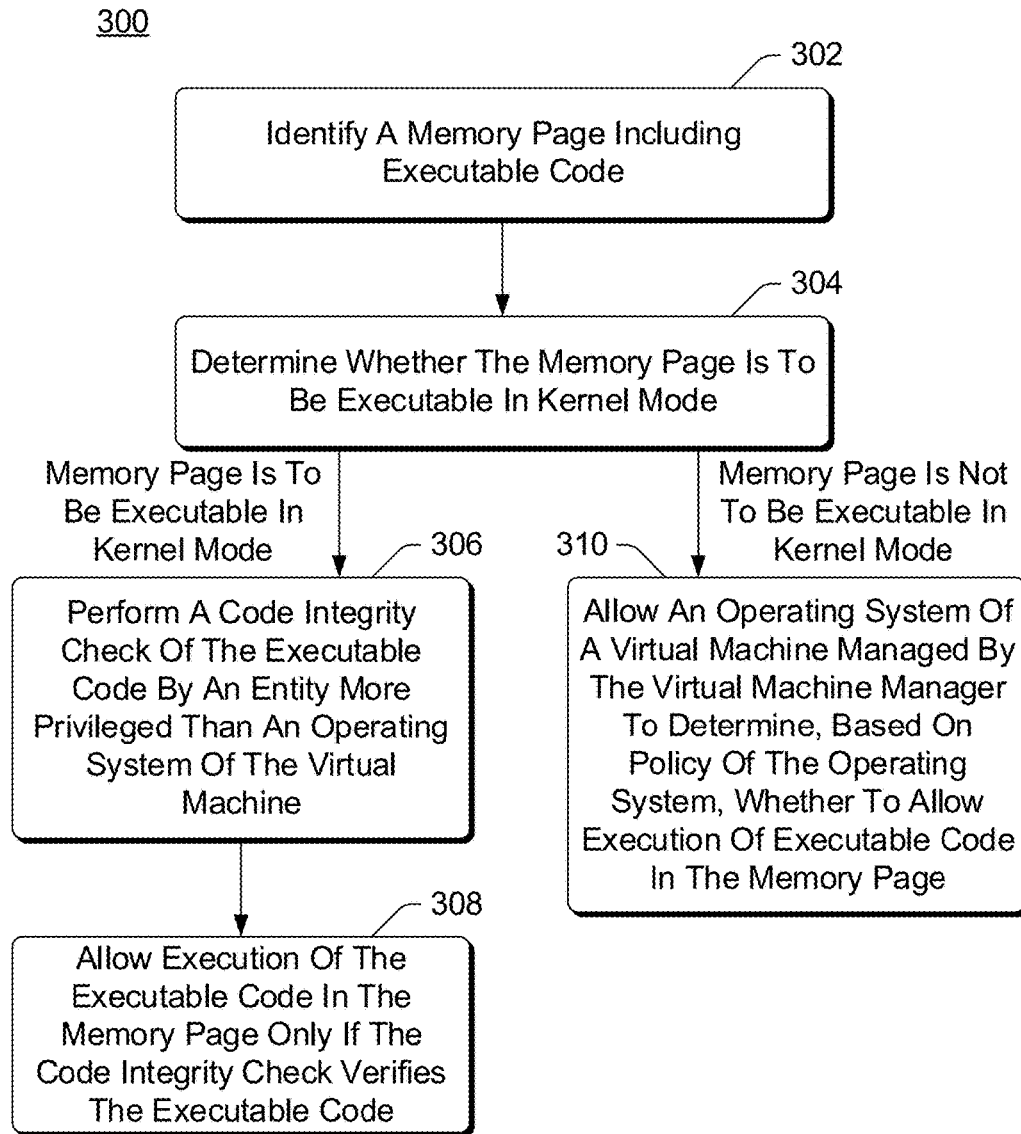 300
302
Identify A Memory Page Including
Executable Code
304
Determine Whether The Memory Page Is To
Be Executable In Kernel Mode
Memory Page Is To
Be Executable In
Kernel Mode
Memory Page Is Not
To Be Executable In
Kernel Mode
306
Perform A Code Integrity
Check Of The Executable
Code By An Entity More
Privileged Than An Operating
System Of The Virtual
Machine
310
Allow An Operating System Of
A Virtual Machine Managed By
The Virtual Machine Manager
To Determine, Based On
Policy Of The Operating
System, Whether To Allow
Execution Of Executable Code
In The Memory Page
308
Allow Execution Of The
Executable Code In The
Memory Page Only If The
Code Integrity Check Verifies
The Executable Code